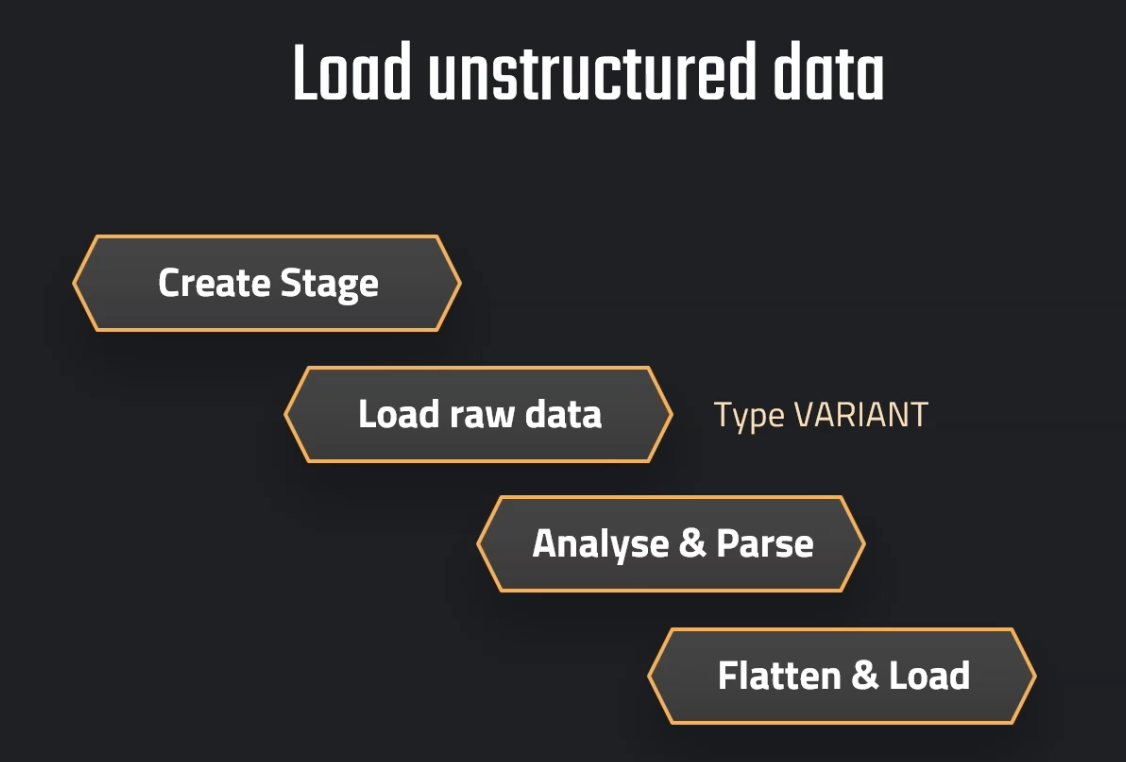 Load unstructured data
Create Stage
Load raw data
Type VARIANT
Analyse & Parse
Flatten & Load